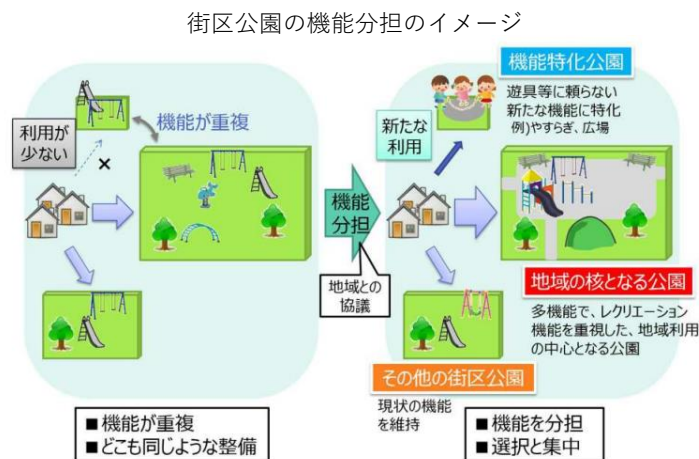 街区公園の機能分担のイメージ
利用が
少ない
機能が重複
×
■機能が重複
■どこも同じような整備
機能
分担
地域との
協議
機能特化公園
遊具等に頼らない
新たな機能に特化
例)やすらぎ、広場
新たな
利用
地域の核となる公園
多機能で、レクリエーション
機能を重視した、地域利用
の中心となる公園
その他の街区公園
現状の機能
を維持
■機能を分担
■選択と集中